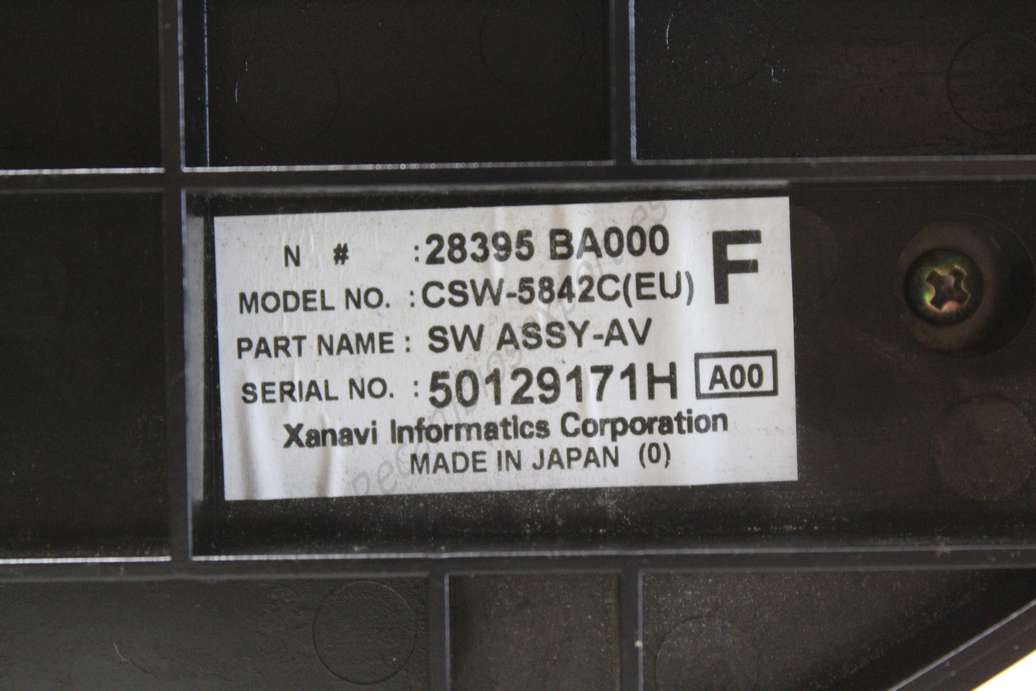 N # : 28395 BA000 F
MODEL NO. : CSW-5842C(EU)
PART NAME : SW ASSY-AV
SERIAL NO. : 50129171H A00
Xanavi Informatics Corporation
MADE IN JAPAN (0)